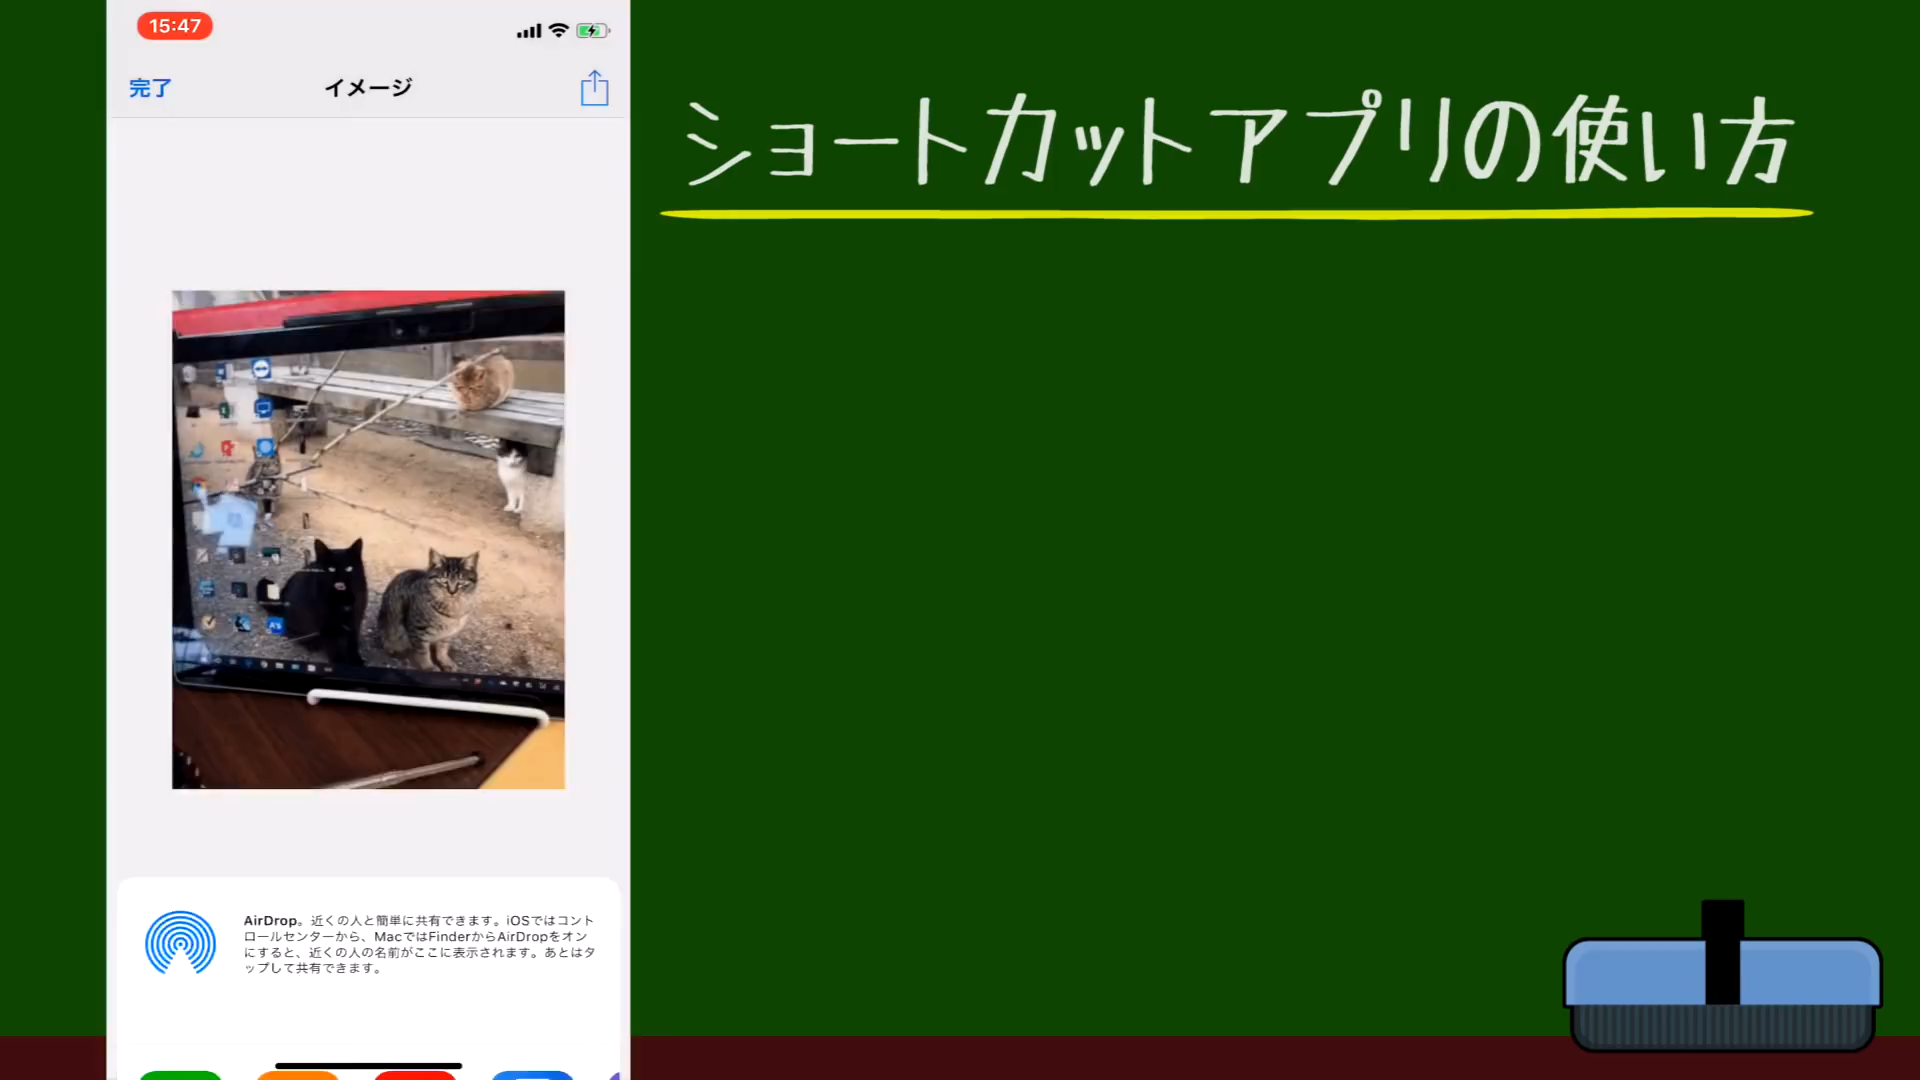 15:47
完了
イメージ
ショートカットアプリの使い方
AirDrop。近くの人と簡単に共有できます。iOSではコント
ロールセンターから、MacではFinderからAirDropをオン
にすると、近くの人の名前がここに表示されます。あとはタ
ップして共有できます。